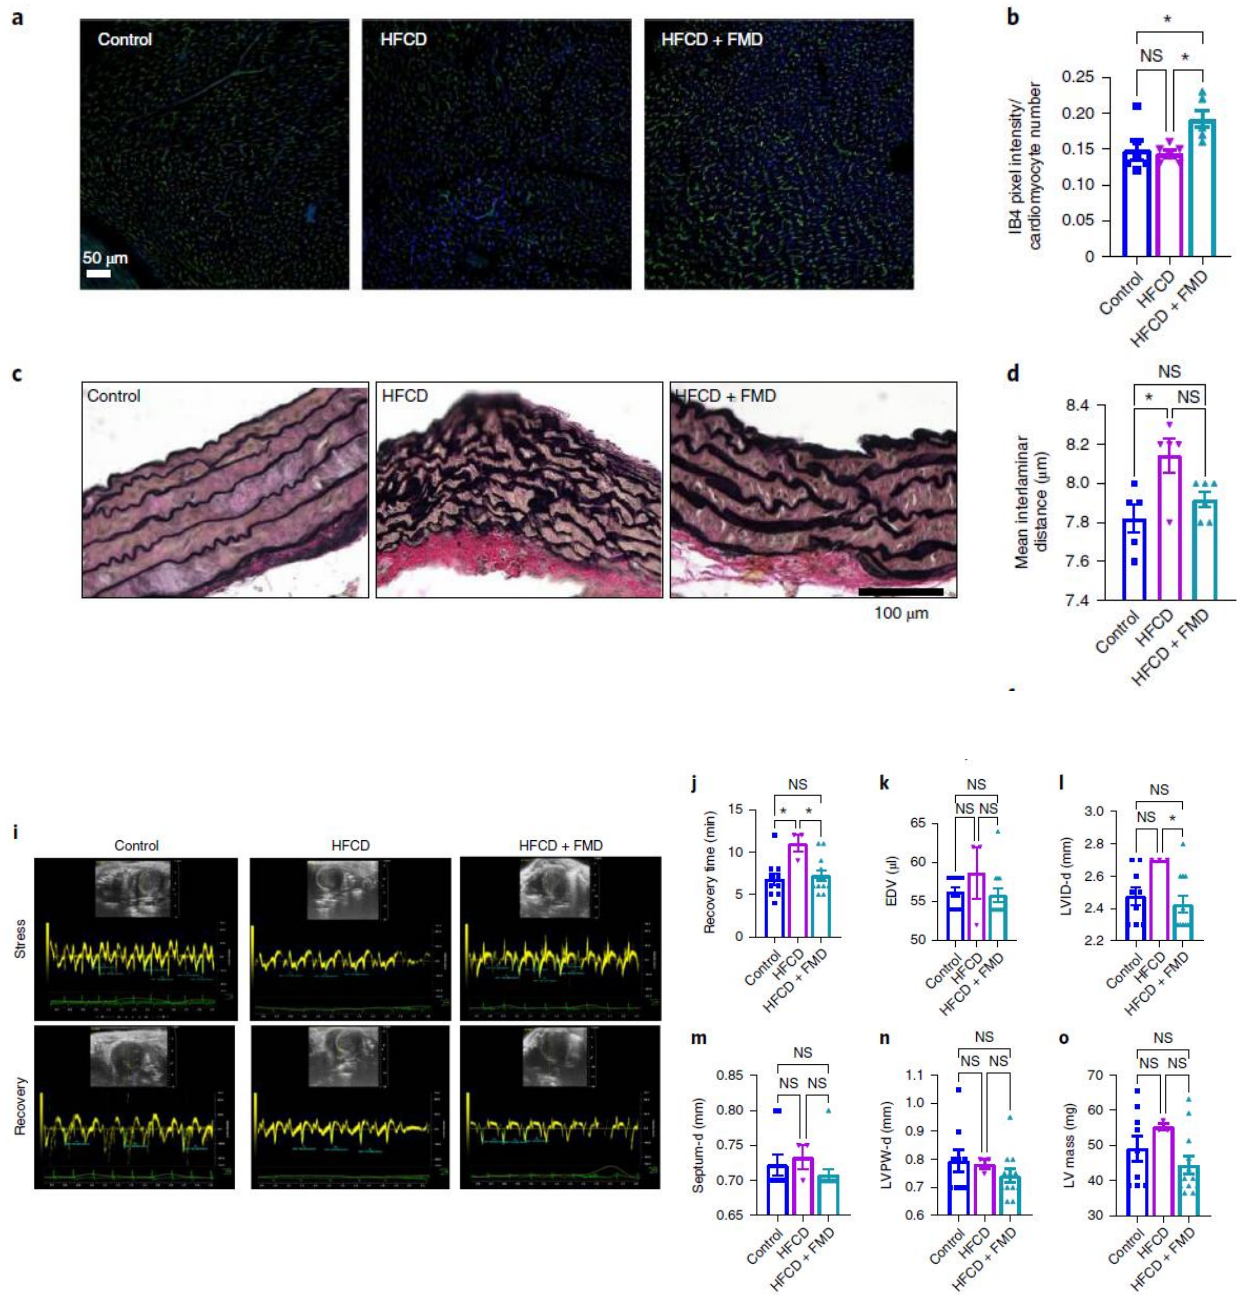 a
Control
HFCD
HFCD + FMD
50 μm
b
*
NS
*
IB4 pixel intensity/
cardiomyocyte number
0.25
0.20
0.15
0.10
0.05
0
Control
HFCD
HFCD + FMD
c
Control
HFCD
HFCD + FMD
100 μm
d
NS
*
NS
Mean interlaminar
distance (μm)
8.4
8.2
8.0
7.8
7.6
7.4
Control
HFCD
HFCD + FMD
i
Control
HFCD
HFCD + FMD
Stress
Recovery
j
NS
*
*
Recovery time (min)
15
10
5
0
Control
HFCD
HFCD + FMD
k
NS
NS
NS
EDV (μl)
65
60
55
50
Control
HFCD
HFCD + FMD
l
NS
NS
*
LVID-d (mm)
3.0
2.8
2.6
2.4
2.2
Control
HFCD
HFCD + FMD
m
NS
NS
NS
Septum-d (mm)
0.85
0.80
0.75
0.70
0.65
Control
HFCD
HFCD + FMD
n
NS
NS
NS
LVPW-d (mm)
1.1
1.0
0.9
0.8
0.7
0.6
Control
HFCD
HFCD + FMD
o
NS
NS
NS
LV mass (mg)
70
60
50
40
30
Control
HFCD
HFCD + FMD